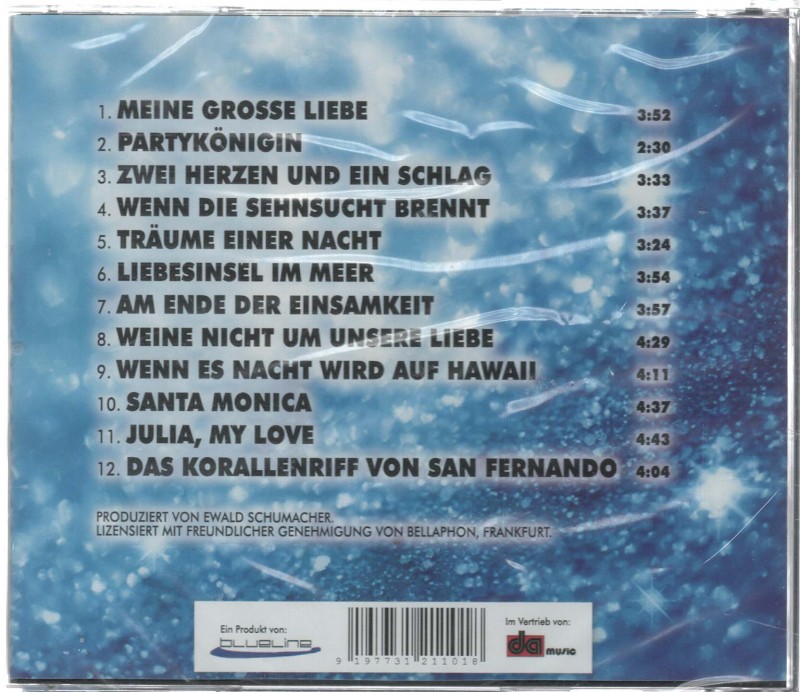 1. MEINE GROSSE LIEBE 3:52
2. PARTYKÖNIGIN 2:30
3. ZWEI HERZEN UND EIN SCHLAG 3:33
4. WENN DIE SEHNSUCHT BRENNT 3:37
5. TRÄUME EINER NACHT 3:24
6. LIEBESINSEL IM MEER 3:54
7. AM ENDE DER EINSAMKEIT 3:57
8. WEINE NICHT UM UNSERE LIEBE 4:29
9. WENN ES NACHT WIRD AUF HAWAII 4:11
10. SANTA MONICA 4:37
11. JULIA, MY LOVE 4:43
12. DAS KORALLENRIFF VON SAN FERNANDO 4:04
PRODUZIERT VON EWALD SCHUMACHER.
LIZENSIERT MIT FREUNDLICHER GENEHMIGUNG VON BELLAPHON, FRANKFURT.
Ein Produkt von:
blueline
9 197731 211018
Im Vertrieb von:
da music